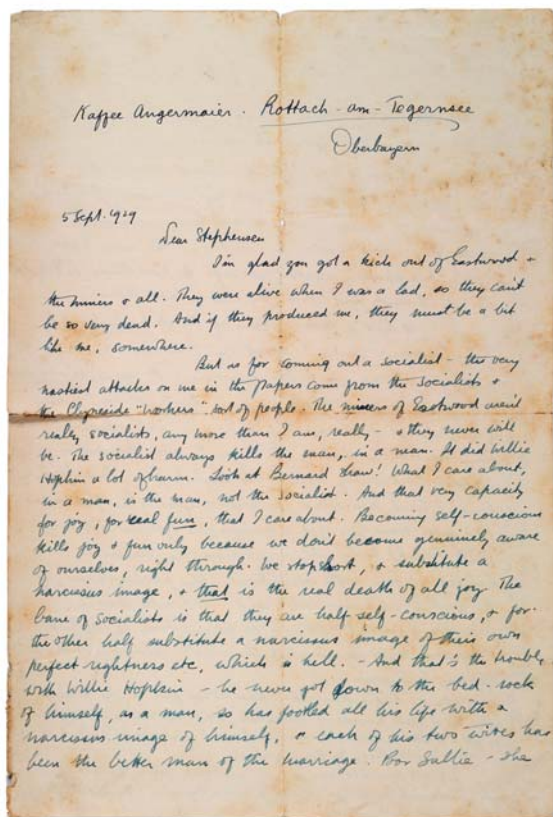 Kaffee Angermaier. Rottach-am-Tegernsee
Oberbayern
5 Sept. 1929
Dear Stephensen
I'm glad you got a kick out of Eastwood &
the miners & all. They were alive when I was a lad, so they can't
be so very dead. And if they produced me, they must be a bit
like me, somewhere.
But as for coming out a socialist - the very
nastiest attacks on me in the papers come from the socialists &
the Clydeside "workers" sort of people. The miners of Eastwood aren't
really socialists, any more than I am, really - & they never will
be. The socialist always kills the man, in a man. It did Willie
Hopkin a lot of harm. Look at Bernard Shaw! What I care about,
in a man, is the man, not the socialist. And that very capacity
for joy, for real fun, that I care about. Becoming self-conscious
kills joy & fun only because we don't become genuinely aware
of ourselves, right through. We stop short, & substitute a
narcissus image, & that is the real death of all joy. The
bane of socialists is that they are half self-conscious, & for
the other half substitute a narcissus image of their own
perfect rightness etc, which is hell. - And that's the trouble
with Willie Hopkin - he never got down to the bed-rock
of himself, as a man, so has footled all his life with a
narcissus image of himself, & each of his two wives has
been the better man of the marriage. Poor Sallie - she